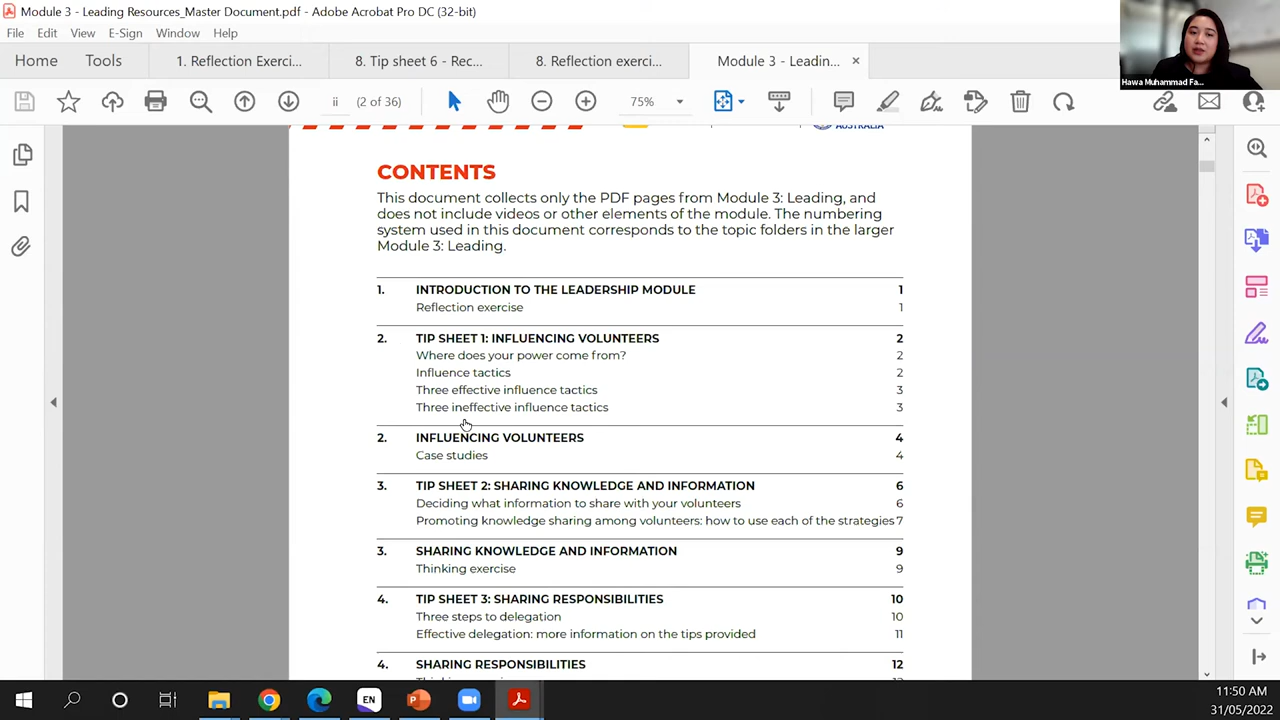 Module 3 - Leading Resources_Master Document.pdf - Adobe Acrobat Pro DC (32-bit)
File Edit View E-Sign Window Help
Home Tools 1. Reflection Exerci... 8. Tip sheet 6 - Rec... 8. Reflection exerci... Module 3 - Leadin... ×
Hawa Muhammad Fa...
ii (2 of 36) 75%
AUSTRALIA
CONTENTS
This document collects only the PDF pages from Module 3: Leading, and
does not include videos or other elements of the module. The numbering
system used in this document corresponds to the topic folders in the larger
Module 3: Leading.
1. INTRODUCTION TO THE LEADERSHIP MODULE 1
Reflection exercise 1
2. TIP SHEET 1: INFLUENCING VOLUNTEERS 2
Where does your power come from? 2
Influence tactics 2
Three effective influence tactics 3
Three ineffective influence tactics 3
2. INFLUENCING VOLUNTEERS 4
Case studies 4
3. TIP SHEET 2: SHARING KNOWLEDGE AND INFORMATION 6
Deciding what information to share with your volunteers 6
Promoting knowledge sharing among volunteers: how to use each of the strategies 7
3. SHARING KNOWLEDGE AND INFORMATION 9
Thinking exercise 9
4. TIP SHEET 3: SHARING RESPONSIBILITIES 10
Three steps to delegation 10
Effective delegation: more information on the tips provided 11
4. SHARING RESPONSIBILITIES 12
EN
11:50 AM
31/05/2022